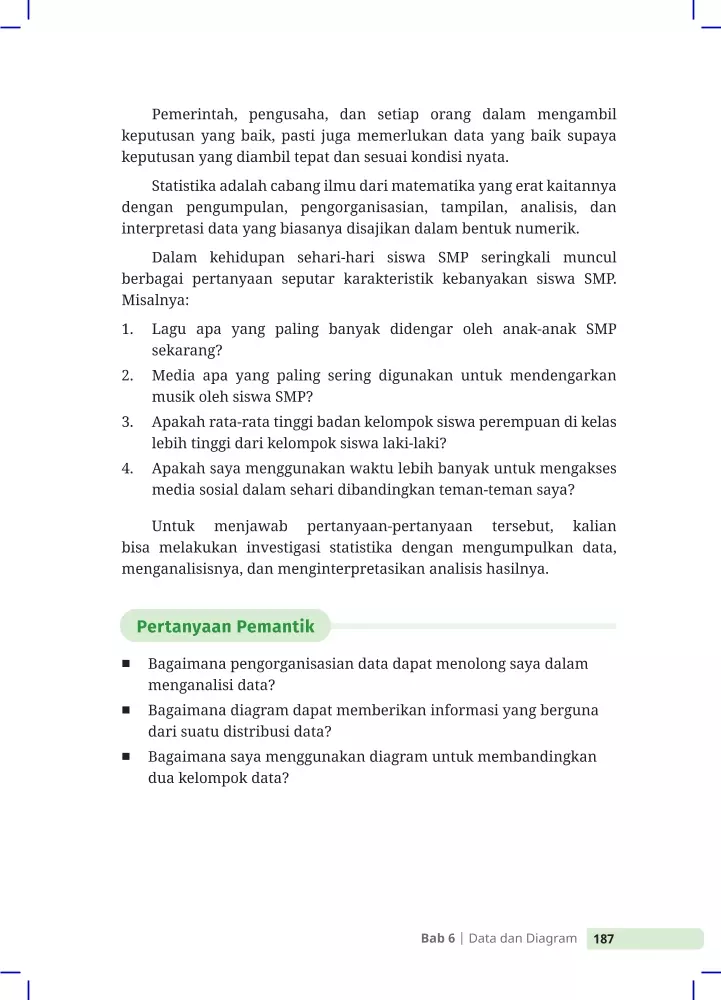 Pemerintah, pengusaha, dan setiap orang dalam mengambil
keputusan yang baik, pasti juga memerlukan data yang baik supaya
keputusan yang diambil tepat dan sesuai kondisi nyata.
Statistika adalah cabang ilmu dari matematika yang erat kaitannya
dengan pengumpulan, pengorganisasian, tampilan, analisis, dan
interpretasi data yang biasanya disajikan dalam bentuk numerik.
Dalam kehidupan sehari-hari siswa SMP seringkali muncul
berbagai pertanyaan seputar karakteristik kebanyakan siswa SMP.
Misalnya:
1. Lagu apa yang paling banyak didengar oleh anak-anak SMP
sekarang?
2. Media apa yang paling sering digunakan untuk mendengarkan
musik oleh siswa SMP?
3. Apakah rata-rata tinggi badan kelompok siswa perempuan di kelas
lebih tinggi dari kelompok siswa laki-laki?
4. Apakah saya menggunakan waktu lebih banyak untuk mengakses
media sosial dalam sehari dibandingkan teman-teman saya?
Untuk menjawab pertanyaan-pertanyaan tersebut, kalian
bisa melakukan investigasi statistika dengan mengumpulkan data,
menganalisisnya, dan menginterpretasikan analisis hasilnya.
Pertanyaan Pemantik
■ Bagaimana pengorganisasian data dapat menolong saya dalam
menganalisi data?
■ Bagaimana diagram dapat memberikan informasi yang berguna
dari suatu distribusi data?
■ Bagaimana saya menggunakan diagram untuk membandingkan
dua kelompok data?
Bab 6 | Data dan Diagram 187